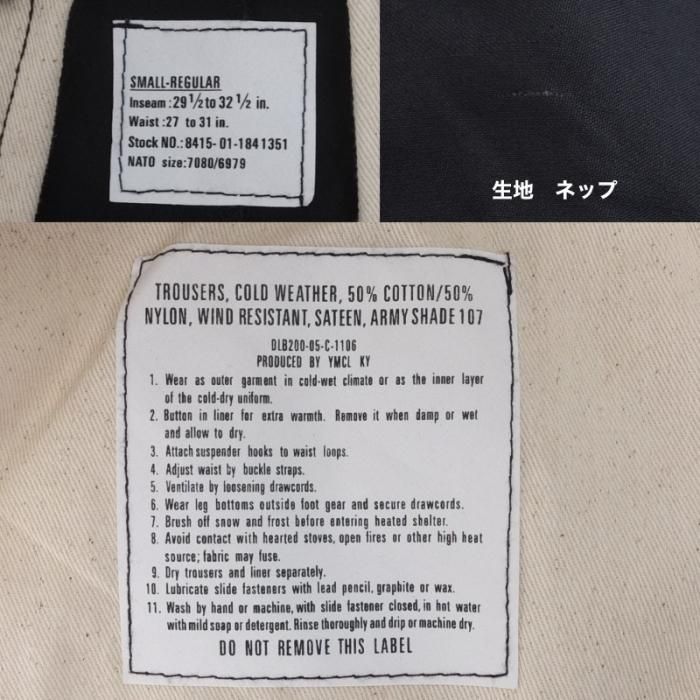 SMALL-REGULAR
Inseam :29 1/2 to 32 1/2 in.
Waist :27 to 31 in.
Stock NO.: 8415- 01-1841351
NATO size:7080/6979
生地 ネップ
TROUSERS, COLD WEATHER, 50% COTTON/50%
NYLON, WIND RESISTANT, SATEEN, ARMY SHADE 107
DLB200-05-C-1106
PRODUCED BY YMCL KY
1. Wear as outer garment in cold-wet climate or as the inner layer
of the cold-dry uniform.
2. Button in liner for extra warmth. Remove it when damp or wet
and allow to dry.
3. Attach suspender hooks to waist loops.
4. Adjust waist by buckle straps.
5. Ventilate by loosening drawcords.
6. Wear leg bottoms outside foot gear and secure drawcords.
7. Brush off snow and frost before entering heated shelter.
8. Avoid contact with hearted stoves, open fires or other high heat
source; fabric may fuse.
9. Dry trousers and liner separately.
10. Lubricate slide fasteners with lead pencil, graphite or wax.
11. Wash by hand or machine, with slide fastener closed, in hot water
with mild soap or detergent. Rinse thoroughly and drip or machine dry.
DO NOT REMOVE THIS LABEL